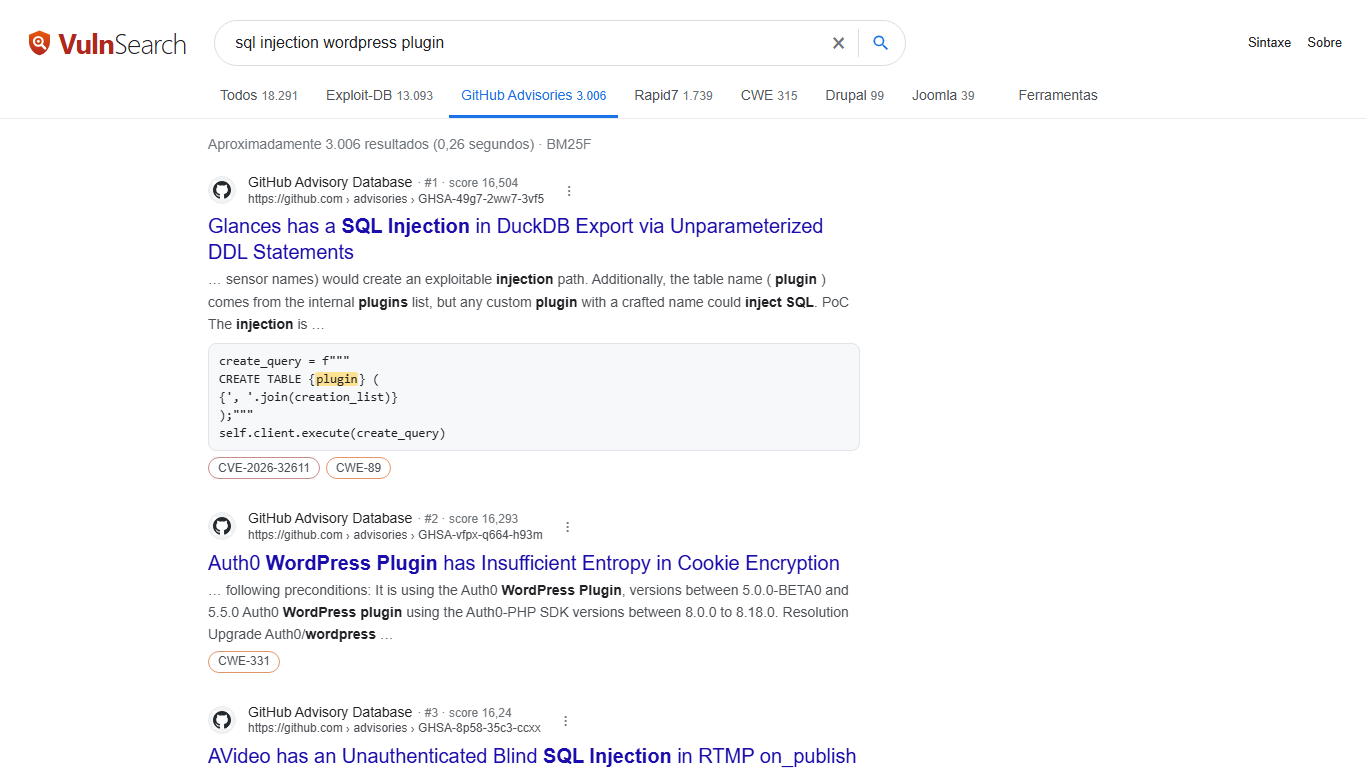 VulnSearch
sql injection wordpress plugin
Sintaxe Sobre
Todos 18.291 Exploit-DB 13.093 GitHub Advisories 3.006 Rapid7 1.739 CWE 315 Drupal 99 Joomla 39 Ferramentas
Aproximadamente 3.006 resultados (0,26 segundos) · BM25F
GitHub Advisory Database · #1 · score 16,504
https://github.com › advisories › GHSA-49g7-2ww7-3vf5
Glances has a SQL Injection in DuckDB Export via Unparameterized
DDL Statements
… sensor names) would create an exploitable injection path. Additionally, the table name ( plugin )
comes from the internal plugins list, but any custom plugin with a crafted name could inject SQL. PoC
The injection is …
create_query = f"""
CREATE TABLE {plugin} (
{', '.join(creation_list)}
);"""
self.client.execute(create_query)
CVE-2026-32611 CWE-89
GitHub Advisory Database · #2 · score 16,293
https://github.com › advisories › GHSA-vfpx-q664-h93m
Auth0 WordPress Plugin has Insufficient Entropy in Cookie Encryption
… following preconditions: It is using the Auth0 WordPress Plugin, versions between 5.0.0-BETA0 and
5.5.0 Auth0 WordPress plugin using the Auth0-PHP SDK versions between 8.0.0 to 8.18.0. Resolution
Upgrade Auth0/wordpress …
CWE-331
GitHub Advisory Database · #3 · score 16,24
https://github.com › advisories › GHSA-8p58-35c3-ccxx
AVideo has an Unauthenticated Blind SQL Injection in RTMP on_publish